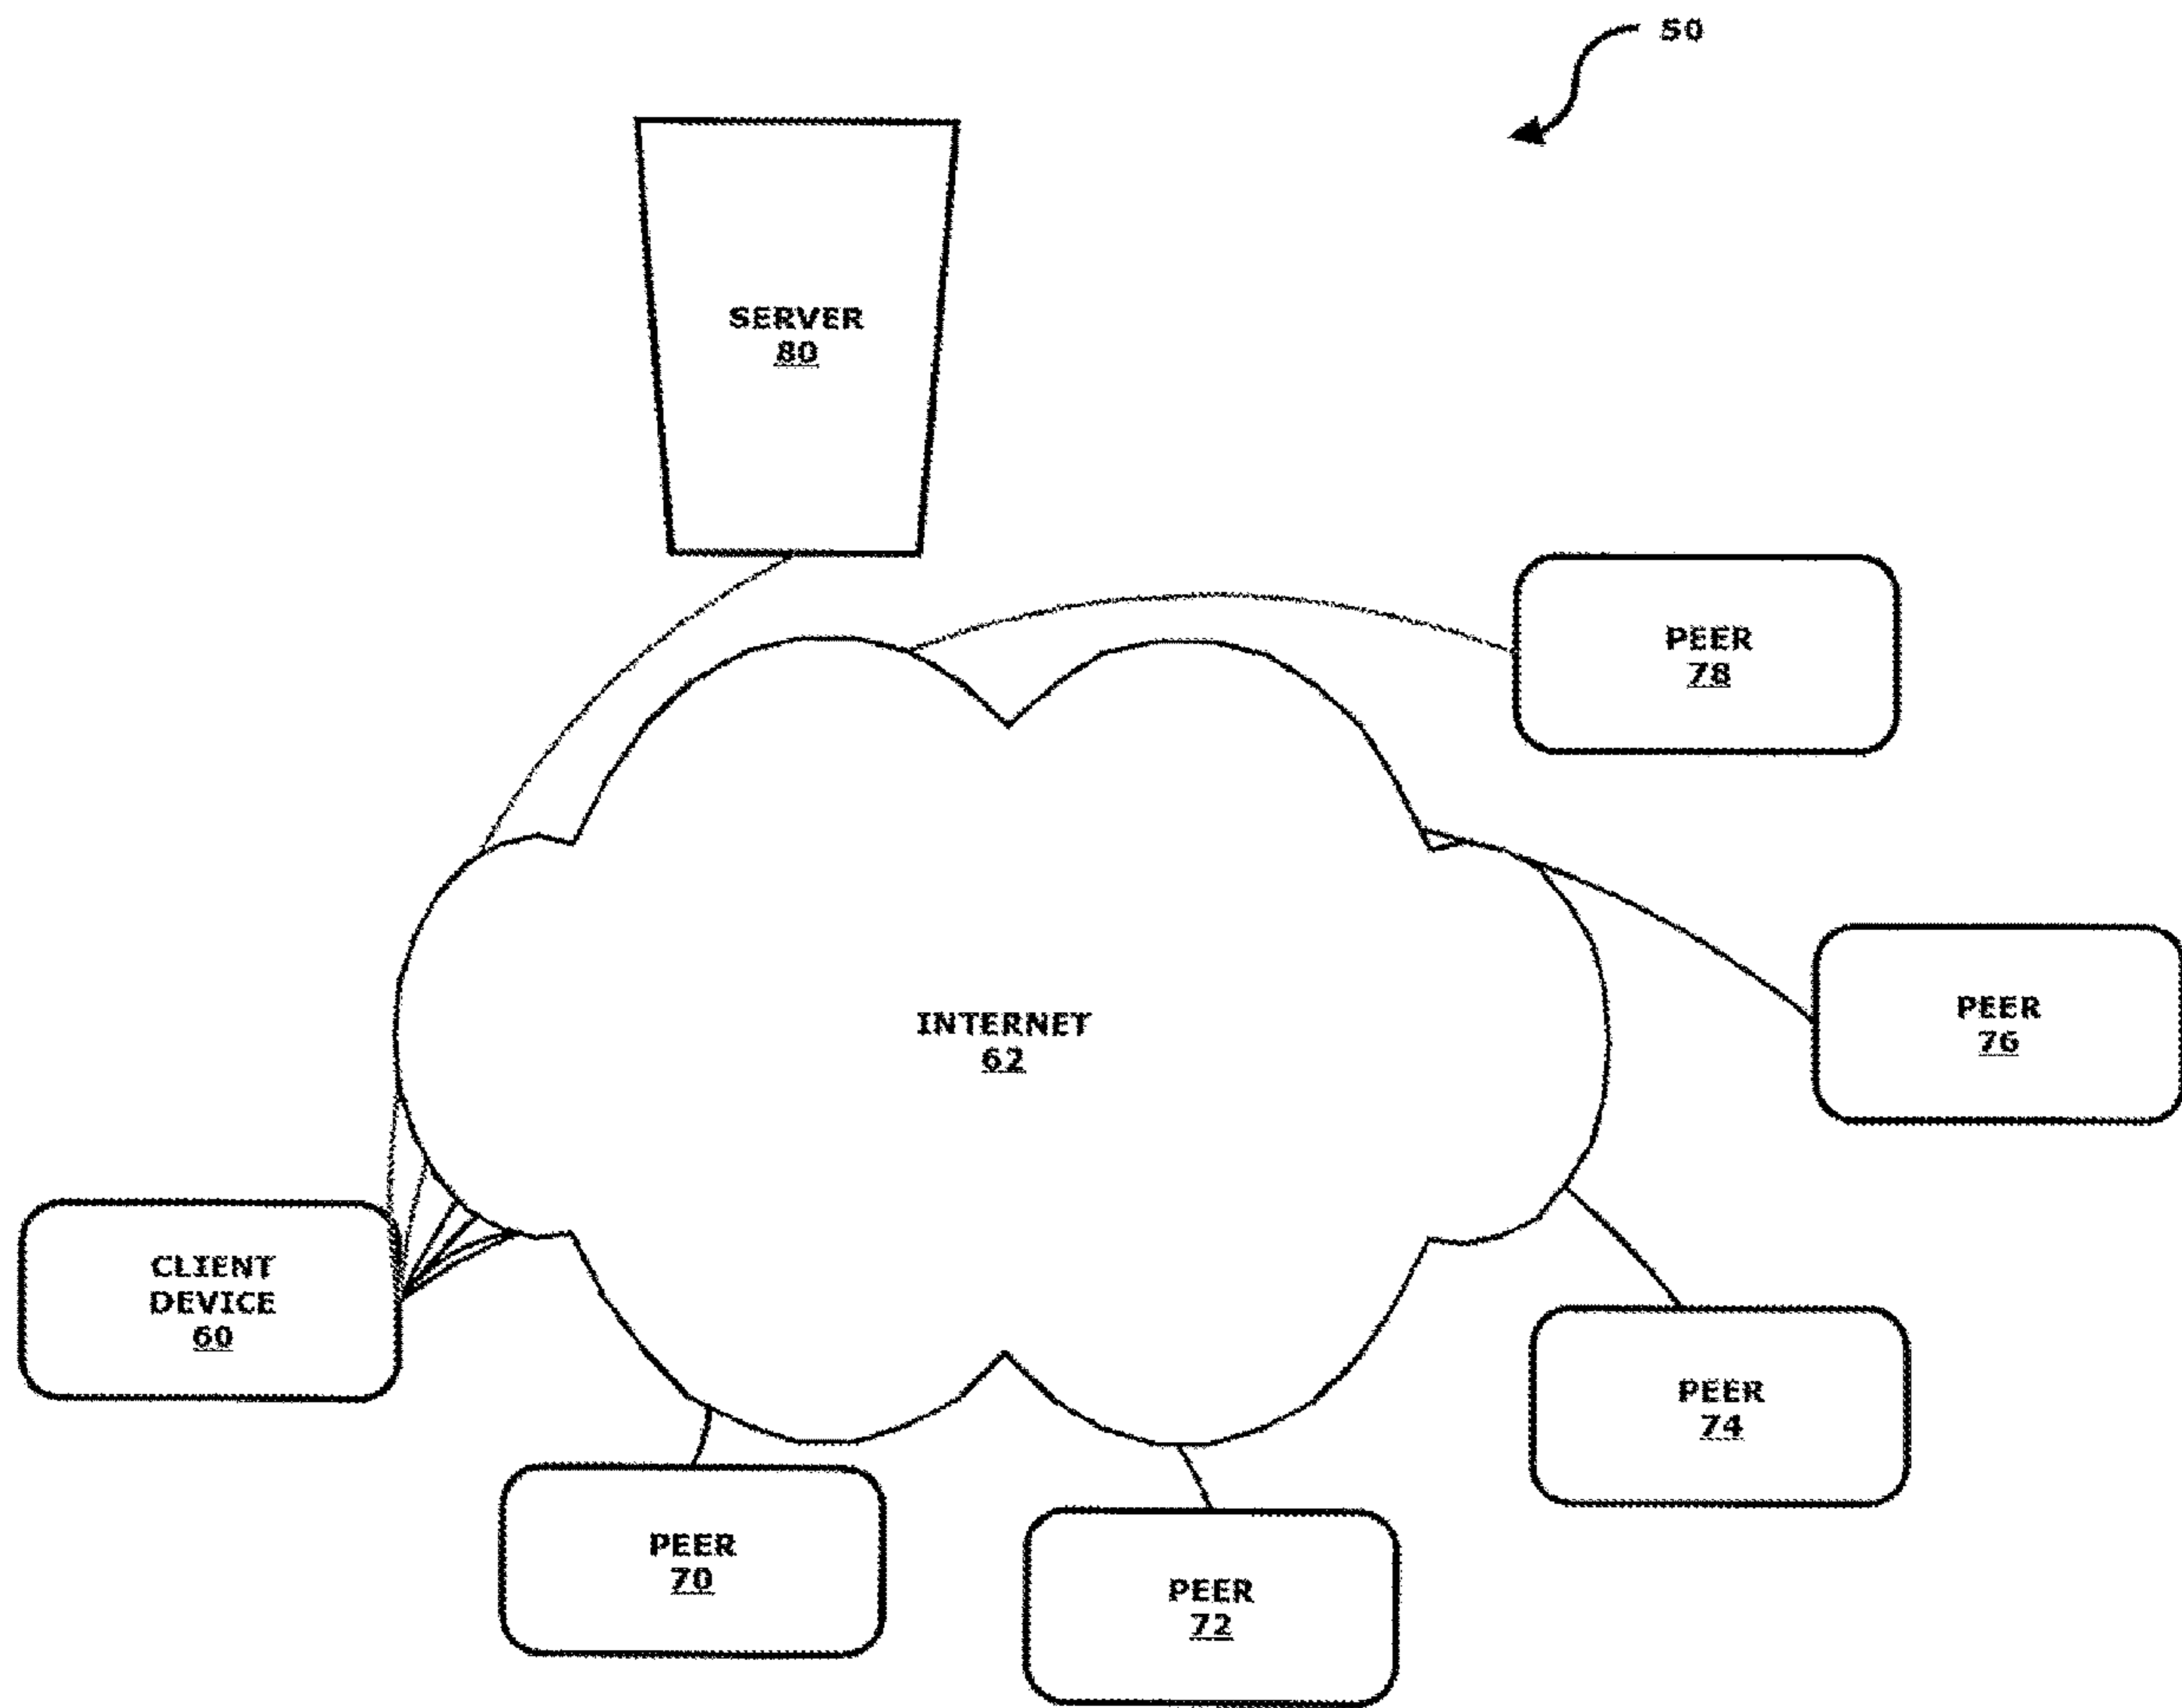 50
SERVER
80
PEER
78
INTERNET
62
PEER
76
CLIENT
DEVICE
60
PEER
74
PEER
70
PEER
72